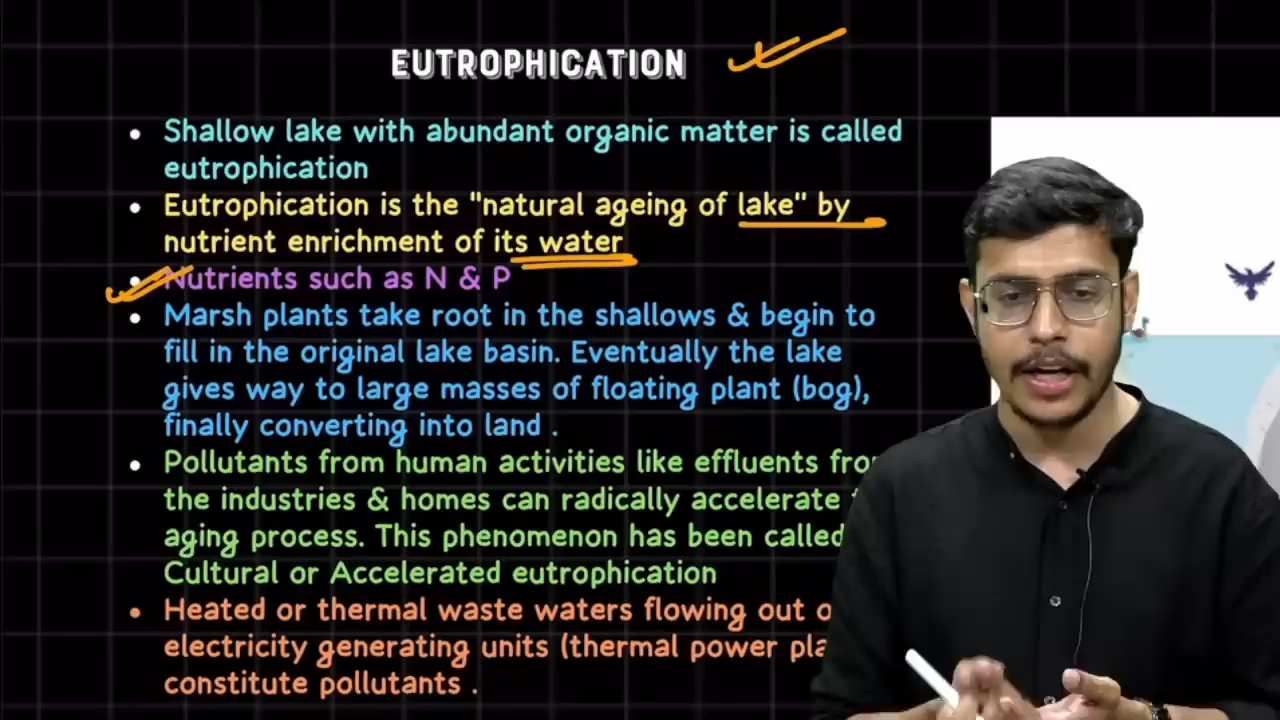 EUTROPHICATION
• Shallow lake with abundant organic matter is called
eutrophication
• Eutrophication is the "natural ageing of lake" by
nutrient enrichment of its water
• Nutrients such as N & P
• Marsh plants take root in the shallows & begin to
fill in the original lake basin. Eventually the lake
gives way to large masses of floating plant (bog),
finally converting into land .
• Pollutants from human activities like effluents
the industries & homes can radically accelerate
aging process. This phenomenon has been called
Cultural or Accelerated eutrophication
• Heated or thermal waste waters flowing out
electricity generating units (thermal power
constitute pollutants .